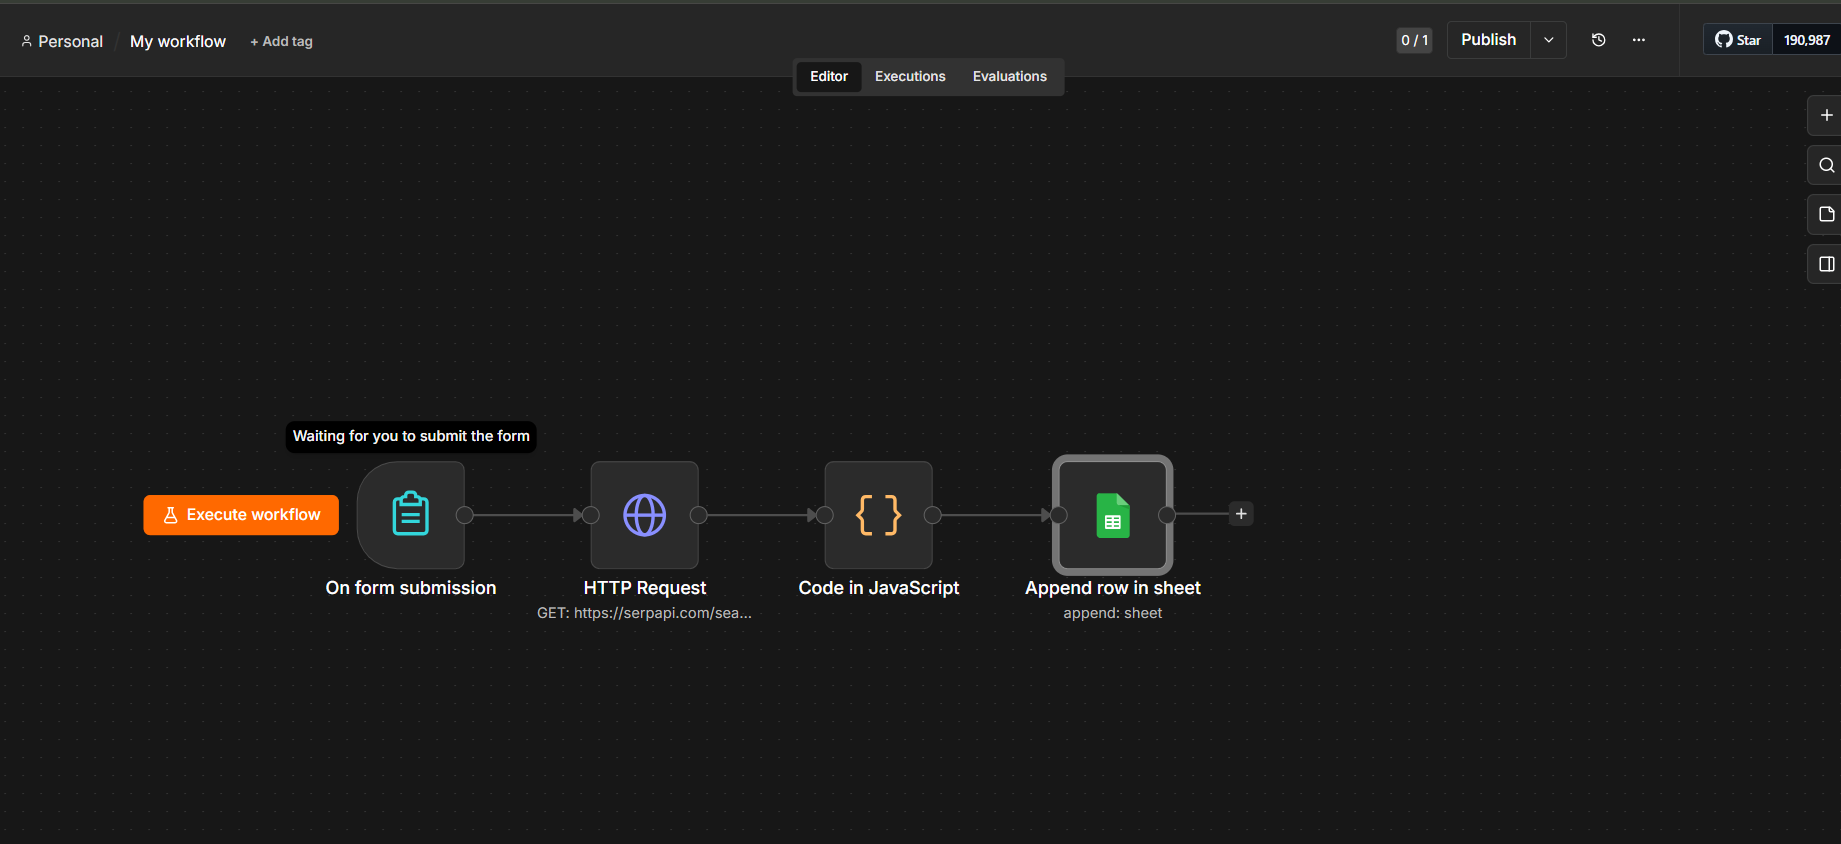 Personal / My workflow + Add tag
0 / 1 Publish
Star 190,987
Editor Executions Evaluations
Waiting for you to submit the form
Execute workflow
On form submission
HTTP Request
GET: https://serpapi.com/sea...
Code in JavaScript
Append row in sheet
append: sheet